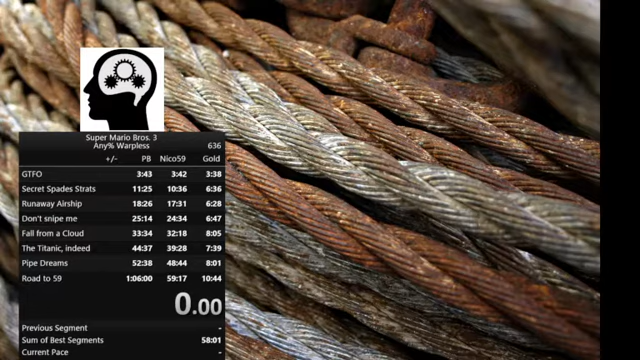 Super Mario Bros. 3
Any% Warpless 636
+/- PB Nico59 Gold
GTFO 3:43 3:42 3:38
Secret Spades Strats 11:25 10:36 6:36
Runaway Airship 18:26 17:31 6:28
Don't snipe me 25:14 24:34 6:47
Fall from a Cloud 33:34 32:18 8:05
The Titanic, indeed 44:37 39:28 7:39
Pipe Dreams 52:38 48:44 8:01
Road to 59 1:06:00 59:17 10:44
0.00
Previous Segment -
Sum of Best Segments 58:01
Current Pace -